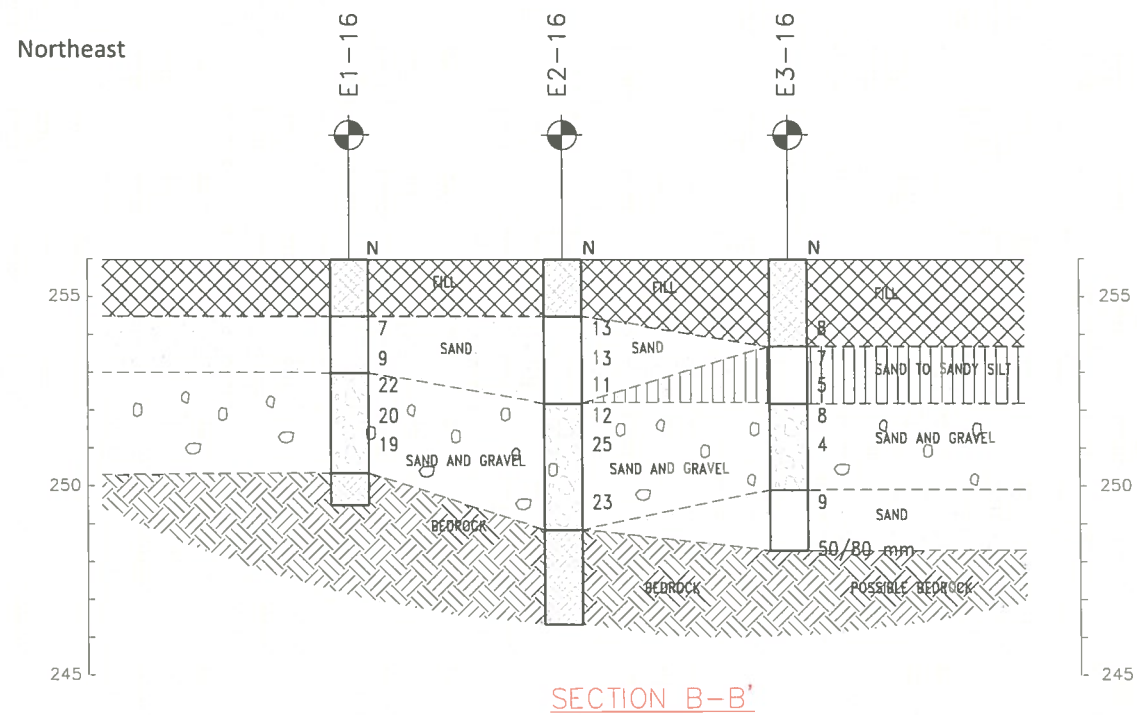 Northeast
E1-16
E2-16
E3-16
N
N
N
255
FILL
FILL
FILL
255
7
13
8
9
SAND
13
SAND
7
SAND TO SANDY SILT
22
11
5
20
12
8
19
25
4
SAND AND GRAVEL
SAND AND GRAVEL
SAND AND GRAVEL
250
23
9
250
SAND
BEDROCK
50/80 mm
BEDROCK
POSSIBLE BEDROCK
245
245
SECTION B-B'